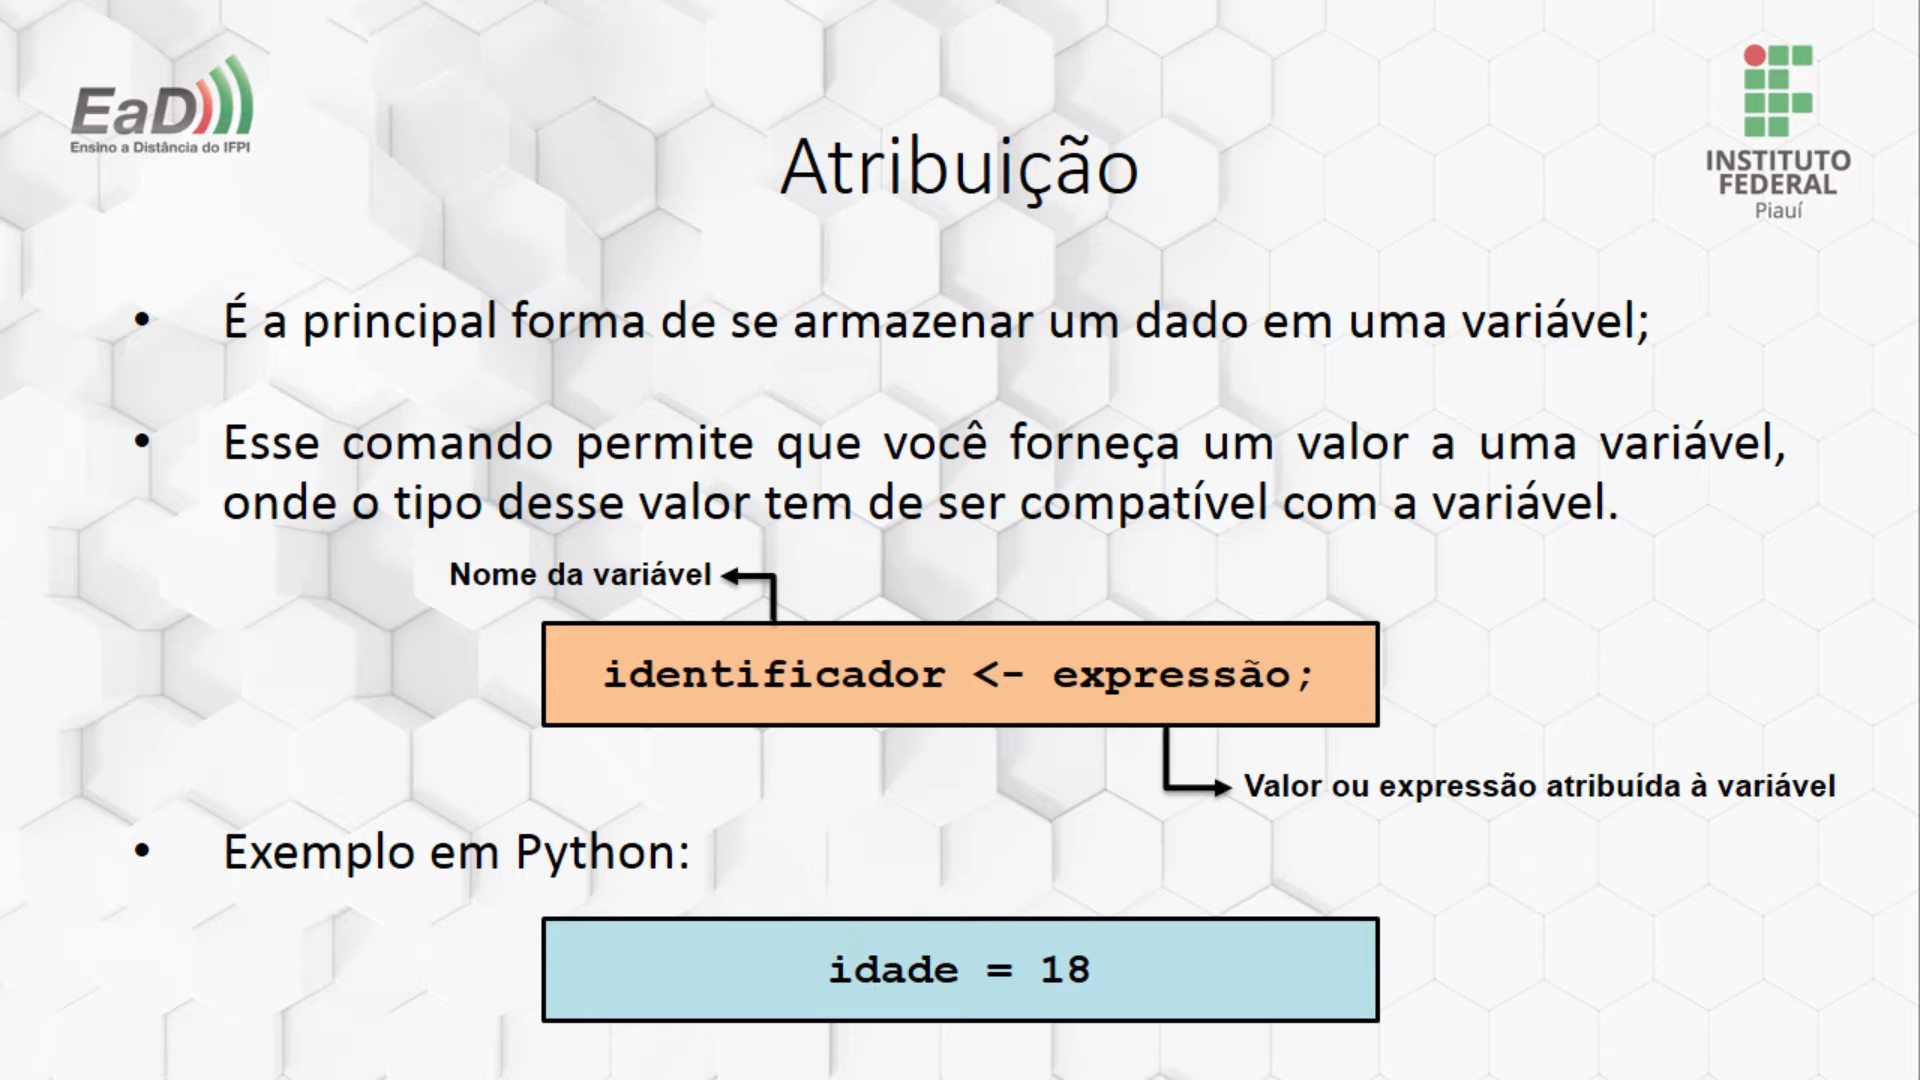 EaD
Ensino a Distância do IFPI
INSTITUTO
FEDERAL
Piauí
Atribuição
• É a principal forma de se armazenar um dado em uma variável;
• Esse comando permite que você forneça um valor a uma variável,
onde o tipo desse valor tem de ser compatível com a variável.
Nome da variável
identificador <- expressão;
Valor ou expressão atribuída à variável
• Exemplo em Python:
idade = 18